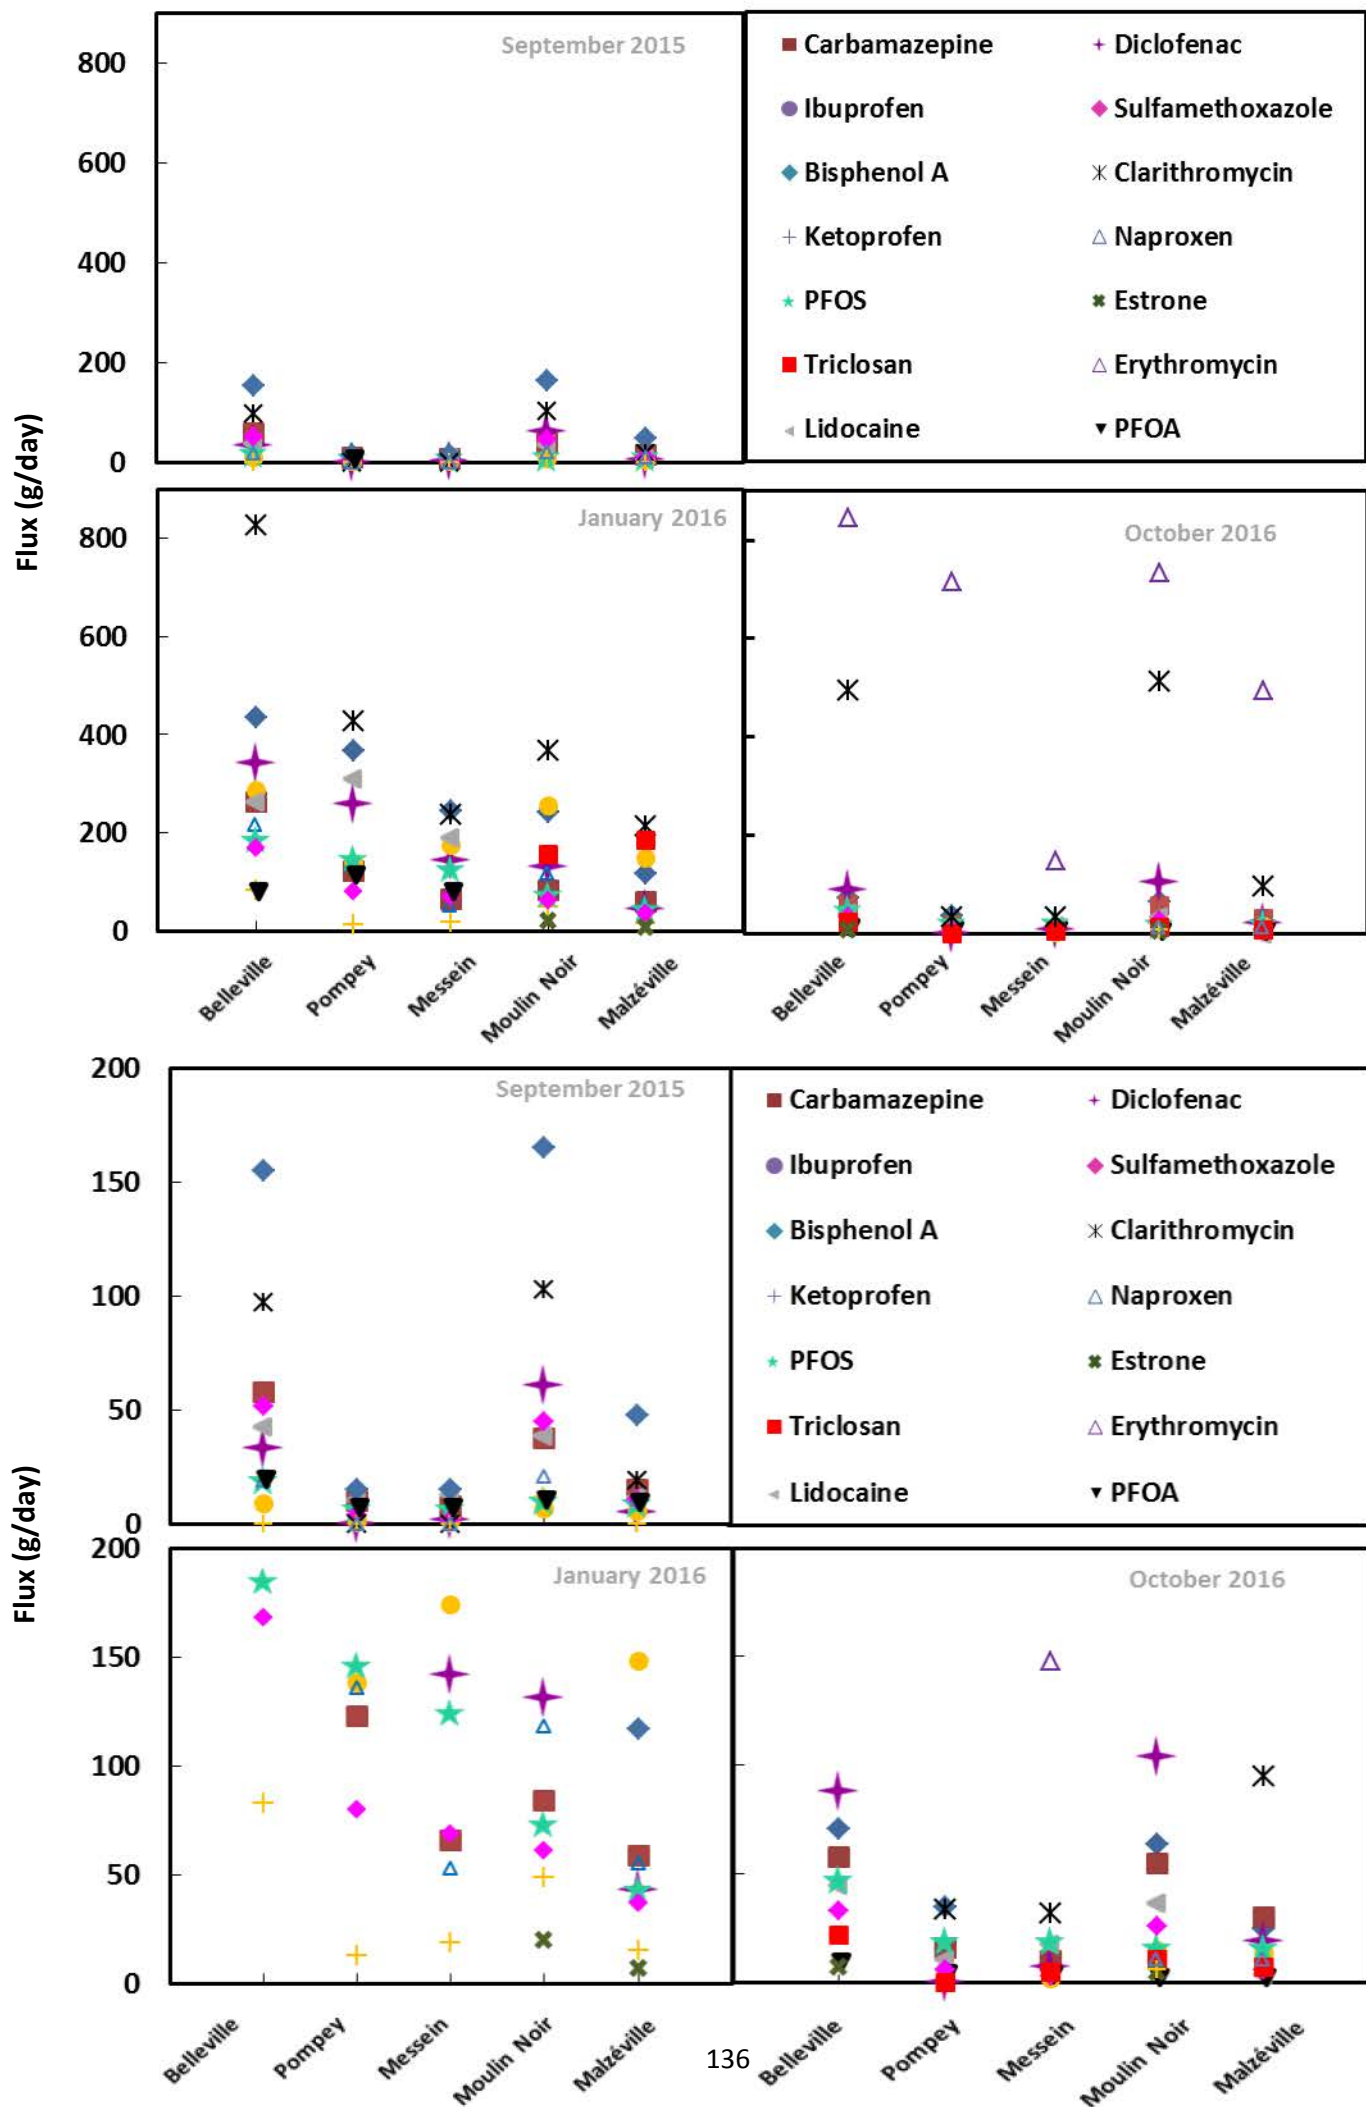 September 2015
800
600
400
200
0
Carbamazepine
Diclofenac
Ibuprofen
Sulfamethoxazole
Bisphenol A
Clarithromycin
Ketoprofen
Naproxen
PFOS
Estrone
Triclosan
Erythromycin
Lidocaine
PFOA
Flux (g/day)
January 2016
800
600
400
200
0
October 2016
Belleville
Pompey
Messein
Moulin Noir
Malzéville
Belleville
Pompey
Messein
Moulin Noir
Malzéville
200
150
100
50
0
September 2015
Carbamazepine
Diclofenac
Ibuprofen
Sulfamethoxazole
Bisphenol A
Clarithromycin
Ketoprofen
Naproxen
PFOS
Estrone
Triclosan
Erythromycin
Lidocaine
PFOA
Flux (g/day)
200
150
100
50
0
January 2016
October 2016
Belleville
Pompey
Messein
Moulin Noir
Malzéville
Belleville
Pompey
Messein
Moulin Noir
Malzéville
136